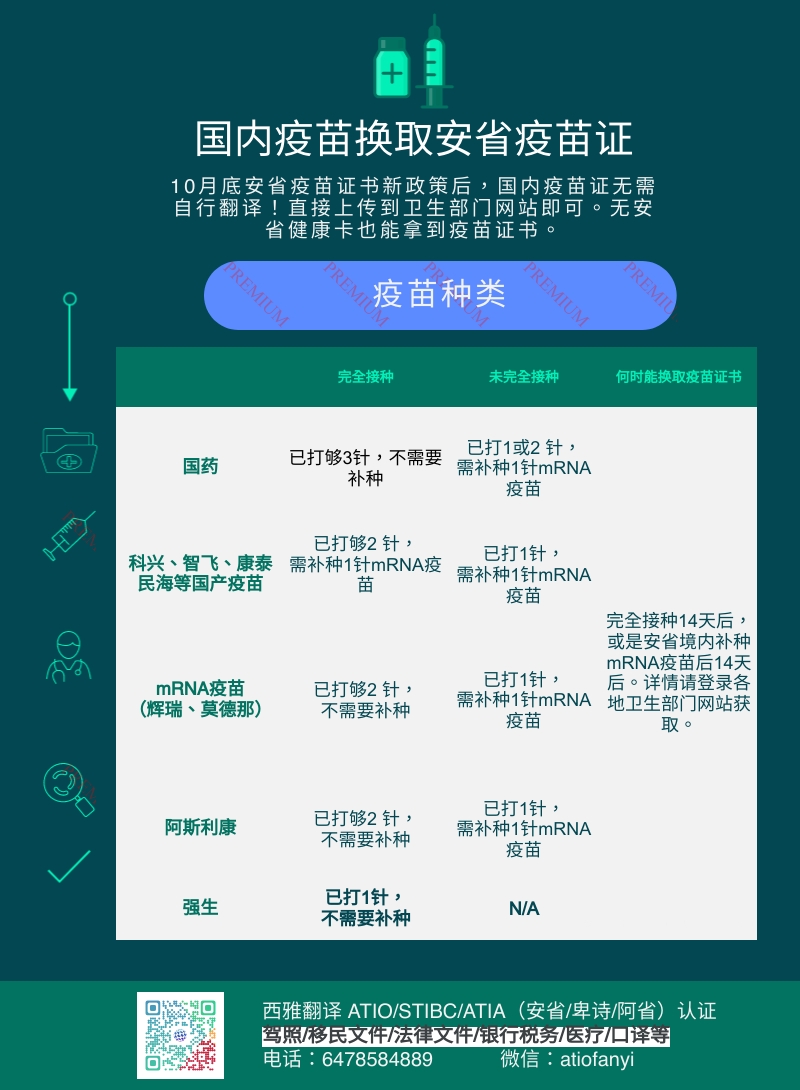 国内疫苗换取安省疫苗证
10月底安省疫苗证书新政策后，国内疫苗证无需
自行翻译！直接上传到卫生部门网站即可。无安
省健康卡也能拿到疫苗证书。
疫苗种类
PREMIUM PREMIUM PREMIUM PREMIUM PREMIUM
完全接种 未完全接种 何时能换取疫苗证书
国药
已打够3针，不需要
补种
已打1或2 针，
需补种1针mRNA
疫苗
科兴、智飞、康泰
民海等国产疫苗
已打够2 针，
需补种1针mRNA疫
苗
已打1针，
需补种1针mRNA
疫苗
mRNA疫苗
（辉瑞、莫德那）
已打够2 针，
不需要补种
已打1针，
需补种1针mRNA
疫苗
完全接种14天后，
或是安省境内补种
mRNA疫苗后14天
后。详情请登录各
地卫生部门网站获
取。
阿斯利康
已打够2 针，
不需要补种
已打1针，
需补种1针mRNA
疫苗
强生
已打1针，
不需要补种
N/A
西雅翻译 ATIO/STIBC/ATIA（安省/卑诗/阿省）认证
驾照/移民文件/法律文件/银行税务/医疗/口译等
电话：6478584889 微信：atiofanyi